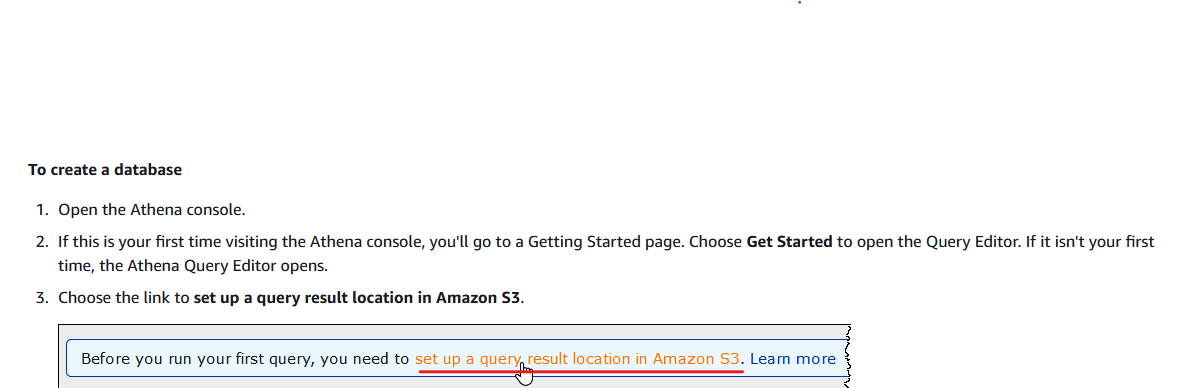 To create a database
1. Open the Athena console.
2. If this is your first time visiting the Athena console, you'll go to a Getting Started page. Choose Get Started to open the Query Editor. If it isn't your first
time, the Athena Query Editor opens.
3. Choose the link to set up a query result location in Amazon S3.
Before you run your first query, you need to set up a query result location in Amazon S3. Learn more